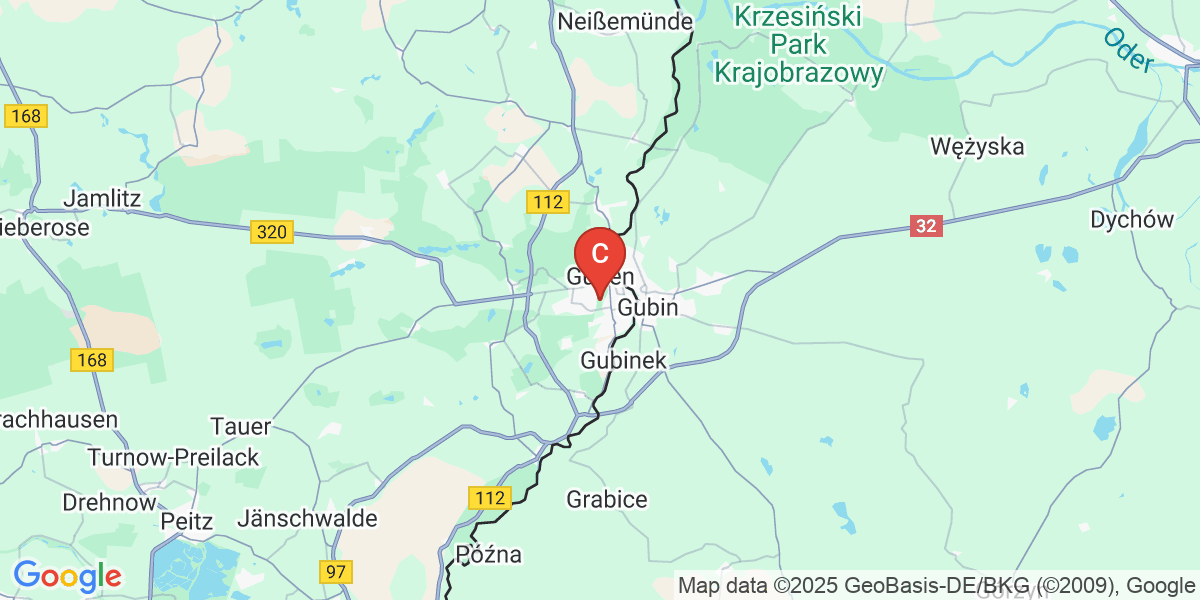 Neißemünde
Krzesiński
Park
Krajobrazowy
Oder
168
Wężyska
Jamlitz
112
ieberose
320
32
Dychów
C
Gubin
Gubinek
168
rachhausen
Tauer
Turnow-Preilack
112
Grabice
Drehnow
Peitz
Jänschwalde
Późna
97
Google
Map data ©2025 GeoBasis-DE/BKG (©2009), Google